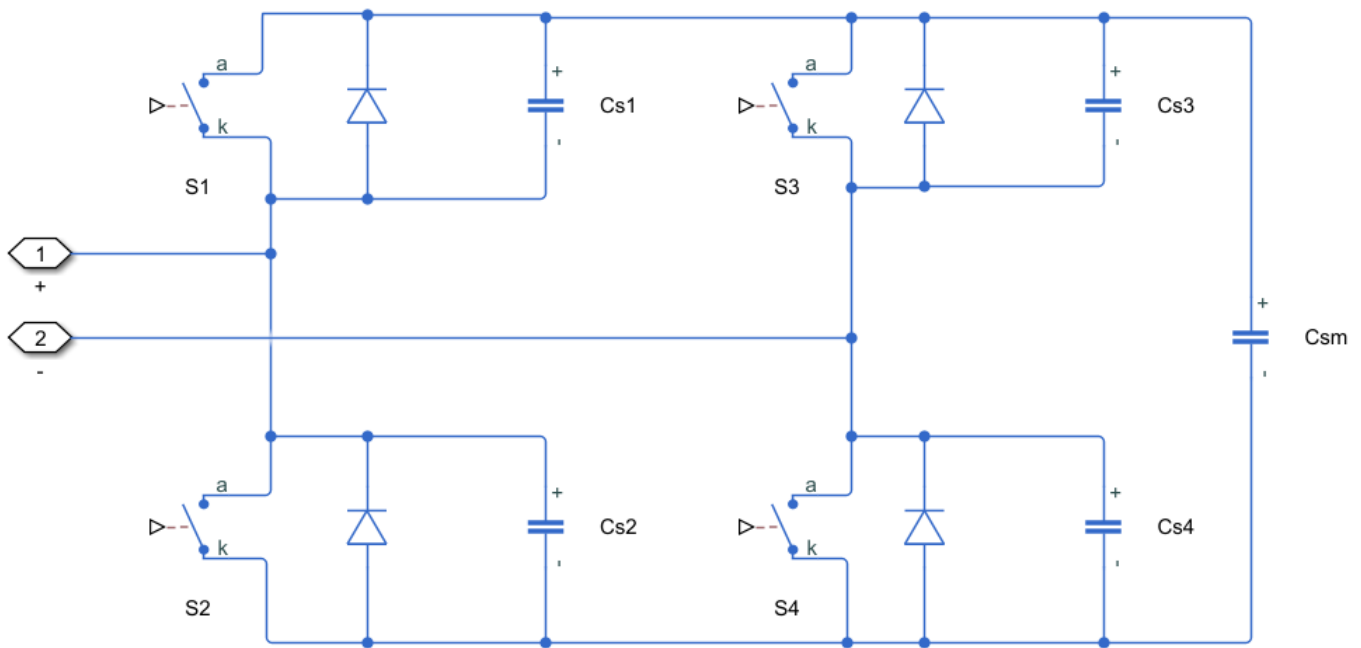 a
+
Cs1
k
-
S1
a
+
Cs3
k
-
S3
1
+
2
-
+
Csm
-
a
+
Cs2
k
-
S2
a
+
Cs4
k
-
S4